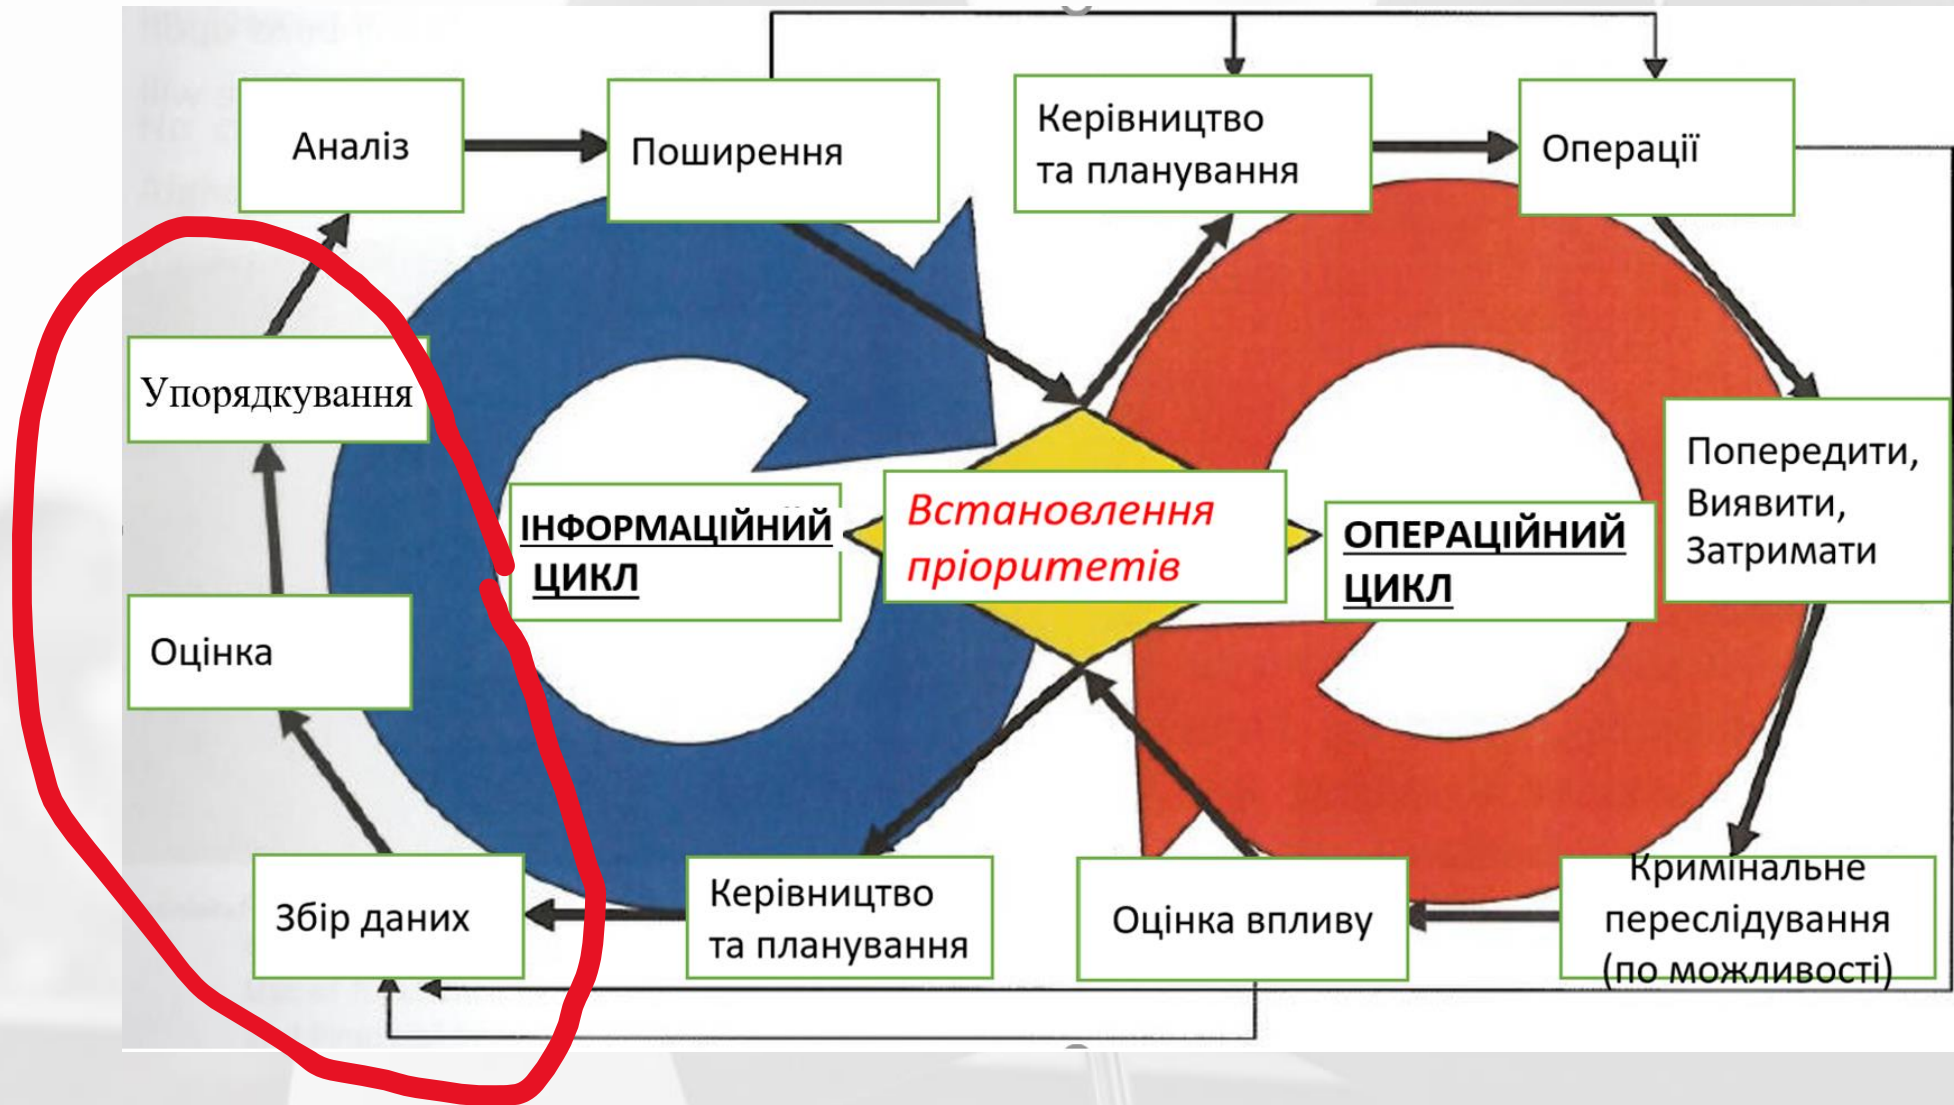 Аналіз
Поширення
Керівництво
та планування
Операції
Упорядкування
Попередити,
Виявити,
Затримати
ІНФОРМАЦІЙНИЙ
ЦИКЛ
Встановлення
пріоритетів
ОПЕРАЦІЙНИЙ
ЦИКЛ
Оцінка
Збір даних
Керівництво
та планування
Оцінка впливу
Кримінальне
переслідування
(по можливості)